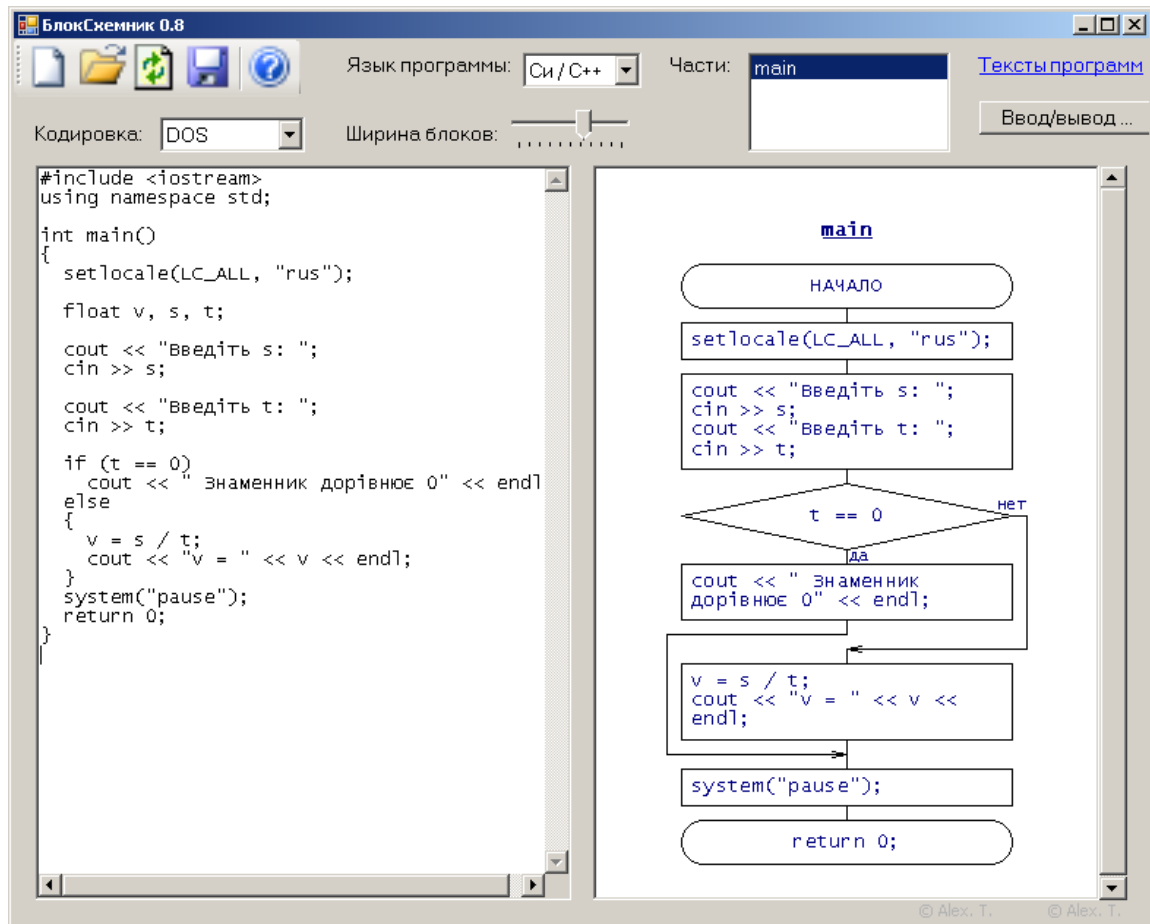 БлокСхемник 0.8
Язык программы:
Си / C++
Части:
main
Тексты программ
Кодировка:
DOS
Ширина блоков:
Ввод/вывод ...
#include <iostream>
using namespace std;
int main()
{
setlocale(LC_ALL, "rus");
float v, s, t;
cout << "Введіть s: ";
cin >> s;
cout << "Введіть t: ";
cin >> t;
if (t == 0)
cout << " Знаменник дорівнює 0" << endl
else
{
v = s / t;
cout << "v = " << v << endl;
}
system("pause");
return 0;
}
main
НАЧАЛО
setlocale(LC_ALL, "rus");
cout << "Введіть s: ";
cin >> s;
cout << "Введіть t: ";
cin >> t;
t == 0
нет
да
cout << " Знаменник
дорівнює 0" << endl;
v = s / t;
cout << "v = " << v <<
endl;
system("pause");
return 0;
© Alex. T.
© Alex. T.